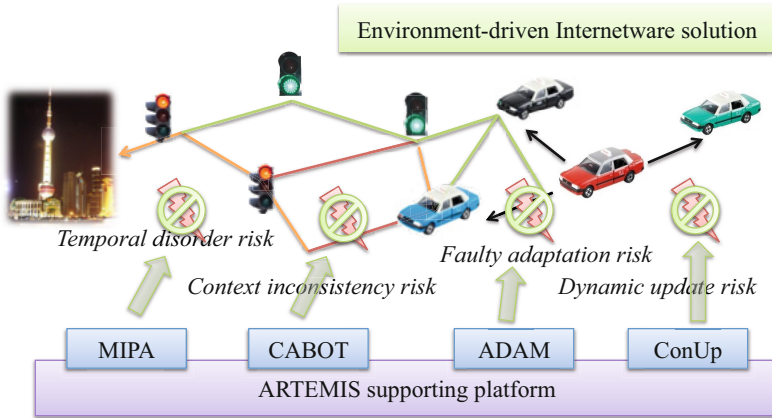 Environment-driven Internetware solution
Temporal disorder risk
Context inconsistency risk
Faulty adaptation risk
Dynamic update risk
MIPA
CABOT
ADAM
ConUp
ARTEMIS supporting platform